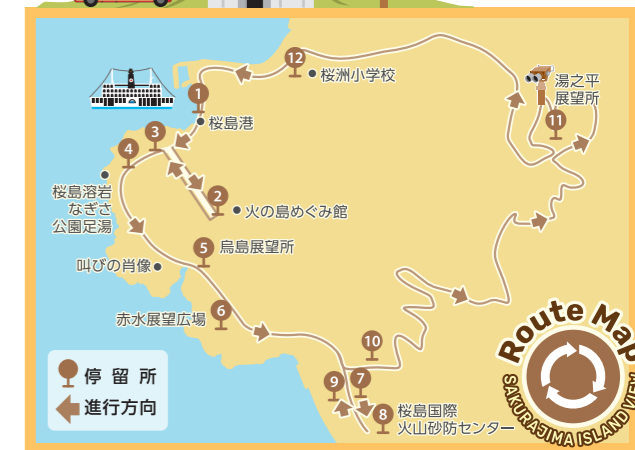 12
桜洲小学校
湯之平
展望所
11
1
桜島港
3
4
桜島溶岩
なぎさ
公園足湯
2
火の島めぐみ館
5
烏島展望所
叫びの肖像
赤水展望広場
6
10
9
7
8
桜島国際
火山砂防センター
停留所
進行方向
Route Map
SAKURAJIMA ISLAND VIEW